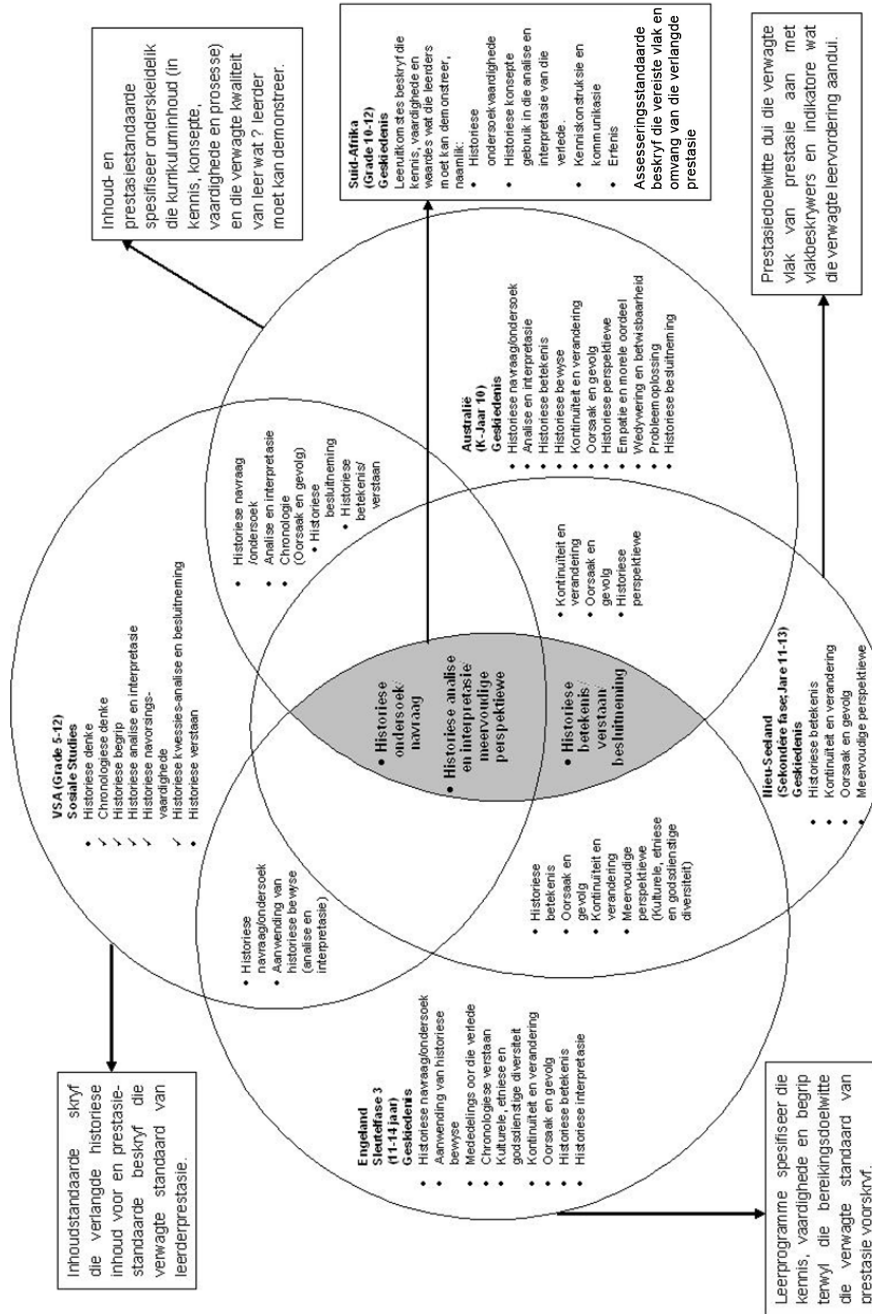 Inhoudstandaarde skryf
die verlangde historiese
inhoud voor en prestasie-
standaarde beskryf die
verwagte standaard van
leerderprestasie.
VSA (Grade 5-12)
Sosiale Studies
• Historiese denke
✓ Chronologiese denke
✓ Historiese begrip
✓ Historiese analise en interpretasie
✓ Historiese navorsings-
vaardighede
✓ Historiese kwessies-analise en besluitneming
• Historiese verstaan
Inhoud- en
prestasiestandaarde
spesifiseer onderskeidelik
die kurrikuluminhoud (in
kennis, konsepte,
vaardighede en prosesse)
en die verwagte kwaliteit
van leer wat ? leerder
moet kan demonstreer.
• Historiese
navraag/ondersoek
• Aanwending van
historiese bewyse
(analise en
interpretasie)
• Historiese navraag
/ondersoek
• Analise en interpretasie
• Chronologie
(Oorsaak en gevolg)
• Historiese
besluitneming
• Historiese
betekenis/
verstaan
Engeland
Sleutelfase 3
(11-14 jaar)
Geskiedenis
• Historiese navraag/ondersoek
• Aanwending van historiese
bewyse
• Mededelings oor die verlede
• Chronologiese verstaan
• Kulturele, etniese en
godsdienstige diversiteit
• Kontinuïteit en verandering
• Oorsaak en gevolg
• Historiese betekenis
• Historiese interpretasie
• Historiese
ondersoek/
navraag
• Historiese analise
en interpretasie/
meervoudige
perspektiewe
• Historiese
betekenis/
verstaan/
besluitneming
Australië
(K-Jaar 10)
Geskiedenis
• Historiese navraag/ondersoek
• Analise en interpretasie
• Historiese betekenis
• Historiese bewyse
• Kontinuïteit en verandering
• Oorsaak en gevolg
• Historiese perspektiewe
• Empatie en morele oordeel
• Wedywering en betwisbaarheid
• Probleemoplossing
• Historiese besluitneming
Suid-Afrika
(Grade 10-12)
Geskiedenis
Leeruitkomstes beskryf die
kennis, vaardighede en
waardes wat die leerders
moet kan demonstreer,
naamlik:
• Historiese
ondersoekvaardighede
• Historiese konsepte
gebruik in die analise en
interpretasie van die
verlede.
• Kenniskonstruksie en
kommunikasie
• Erfenis
Assesseringsstandaarde
beskryf die vereiste vlak en
omvang van die verlangde
prestasie
• Historiese
betekenis
• Oorsaak en
gevolg
• Kontinuïteit en
verandering
• Meervoudige
perspektiewe
(Kulturele, etniese
en godsdienstige
diversiteit)
• Kontinuïteit en
verandering
• Oorsaak en
gevolg
• Historiese
perspektiewe
Nieu-Seeland
(Sekondêre fase; Jare 11-13)
Geskiedenis
• Historiese betekenis
• Kontinuïteit en verandering
• Oorsaak en gevolg
• Meervoudige perspektiewe
Leerprogramme spesifiseer die
kennis, vaardighede en begrip
terwyl die bereikingsdoelwitte
die verwagte standaard van
prestasie voorskryf.
Prestasiedoelwitte dui die verwagte
vlak van prestasie aan met
vlakbeskrywers en indikatore wat
die verwagte leervordering aandui.